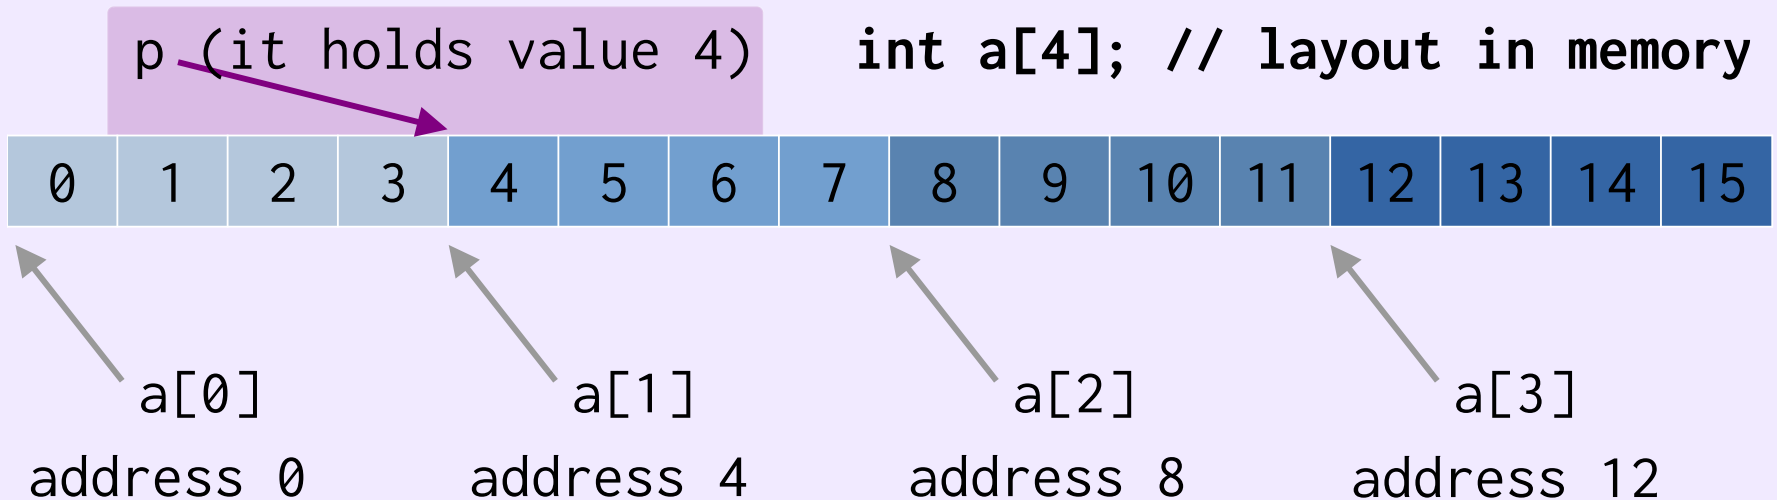 p (it holds value 4) int a[4]; // layout in memory
0 1 2 3 4 5 6 7 8 9 10 11 12 13 14 15
a[0] a[1] a[2] a[3]
address 0 address 4 address 8 address 12